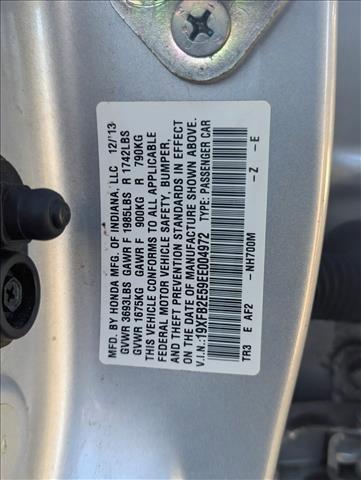 MFD. BY HONDA MFG. OF INDIANA, LLC 12/'13
GVWR 3693LBS GAWR F 1985LBS R 1742LBS
GVWR 1675KG GAWR F 900KG R 790KG
THIS VEHICLE CONFORMS TO ALL APPLICABLE
FEDERAL MOTOR VEHICLE SAFETY, BUMPER,
AND THEFT PREVENTION STANDARDS IN EFFECT
ON THE DATE OF MANUFACTURE SHOWN ABOVE.
V.I.N.:19XFB2E59EE004972 TYPE: PASSENGER CAR
TR3 E AF2 -NH700M -Z -E